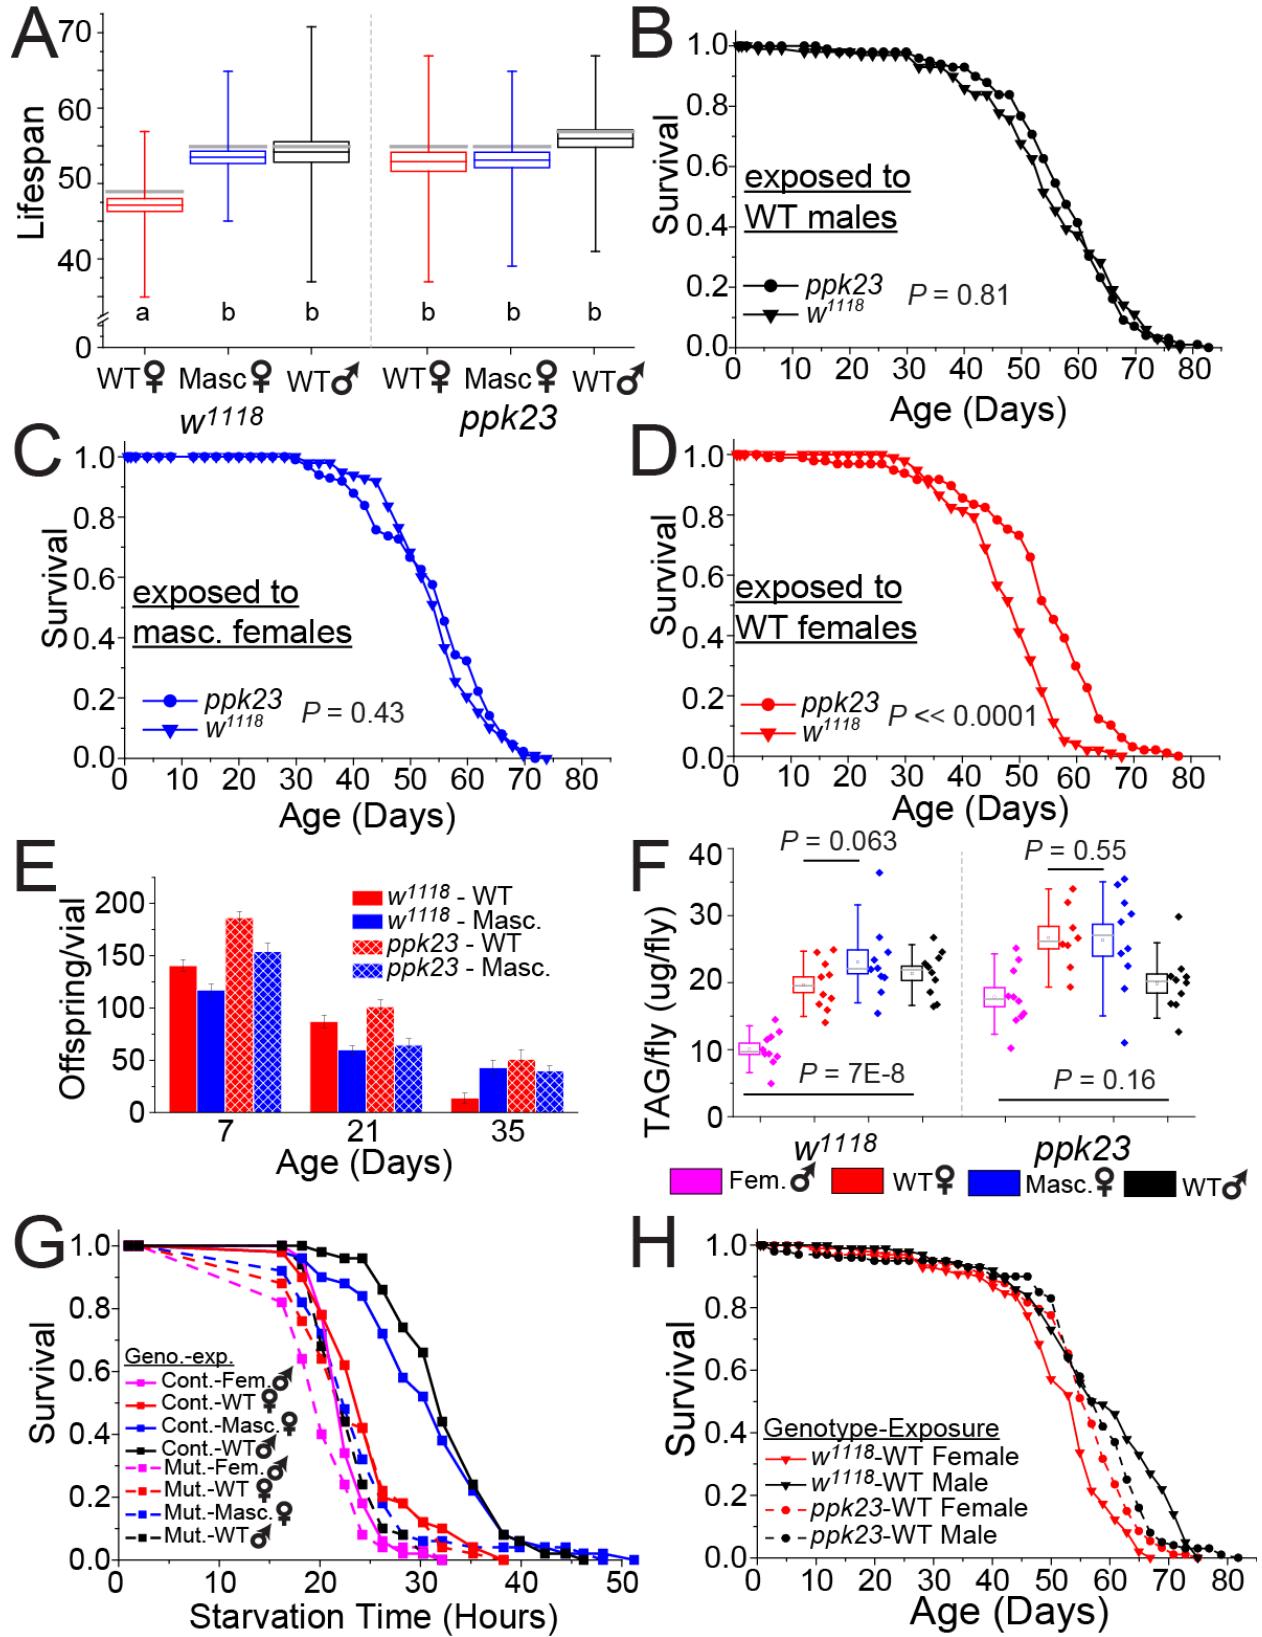 A
Lifespan
70
60
50
40
0
a
b
b
b
b
b
WT♀
Masc♀
WT♂
WT♀
Masc♀
WT♂
w1118
ppk23
B
Survival
1.0
0.8
0.6
0.4
0.2
0.0
exposed to
WT males
ppk23
w1118
P = 0.81
0 10 20 30 40 50 60 70 80
Age (Days)
C
Survival
1.0
0.8
0.6
0.4
0.2
0.0
exposed to
masc. females
ppk23
w1118
P = 0.43
0 10 20 30 40 50 60 70 80
Age (Days)
D
Survival
1.0
0.8
0.6
0.4
0.2
0.0
exposed to
WT females
ppk23
w1118
P << 0.0001
0 10 20 30 40 50 60 70 80
Age (Days)
E
Offspring/vial
200
150
100
50
0
w1118 - WT
w1118 - Masc.
ppk23 - WT
ppk23 - Masc.
7 21 35
Age (Days)
F
TAG/fly (ug/fly)
40
30
20
10
0
P = 0.063
P = 0.55
P = 7E-8
P = 0.16
w1118
ppk23
Fem.♂
WT♀
Masc.♀
WT♂
G
Survival
1.0
0.8
0.6
0.4
0.2
0.0
Geno.-exp.
Cont.-Fem.♂
Cont.-WT♀
Cont.-Masc.♀
Cont.-WT♂
Mut.-Fem.♂
Mut.-WT♀
Mut.-Masc.♀
Mut.-WT♂
0 10 20 30 40 50
Starvation Time (Hours)
H
Survival
1.0
0.8
0.6
0.4
0.2
0.0
Genotype-Exposure
w1118-WT Female
w1118-WT Male
ppk23-WT Female
ppk23-WT Male
0 10 20 30 40 50 60 70 80
Age (Days)